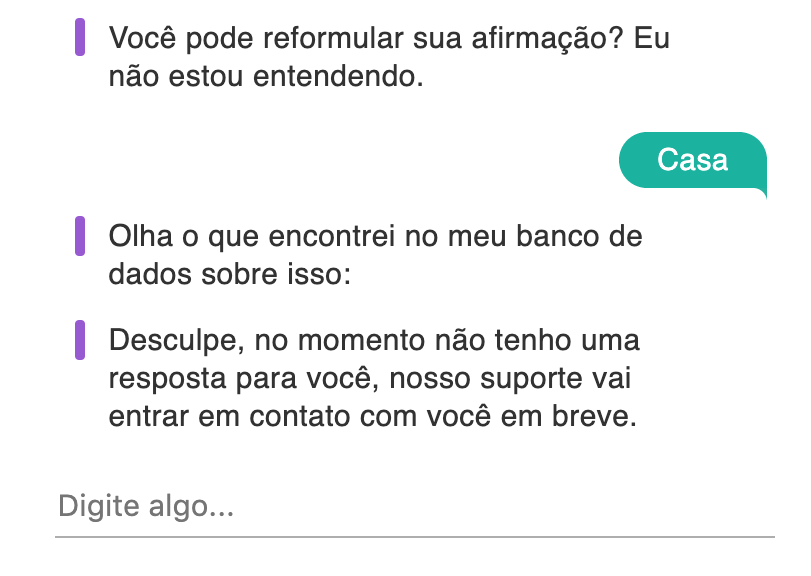 Você pode reformular sua afirmação? Eu
não estou entendendo.
Casa
Olha o que encontrei no meu banco de
dados sobre isso:
Desculpe, no momento não tenho uma
resposta para você, nosso suporte vai
entrar em contato com você em breve.
Digite algo...